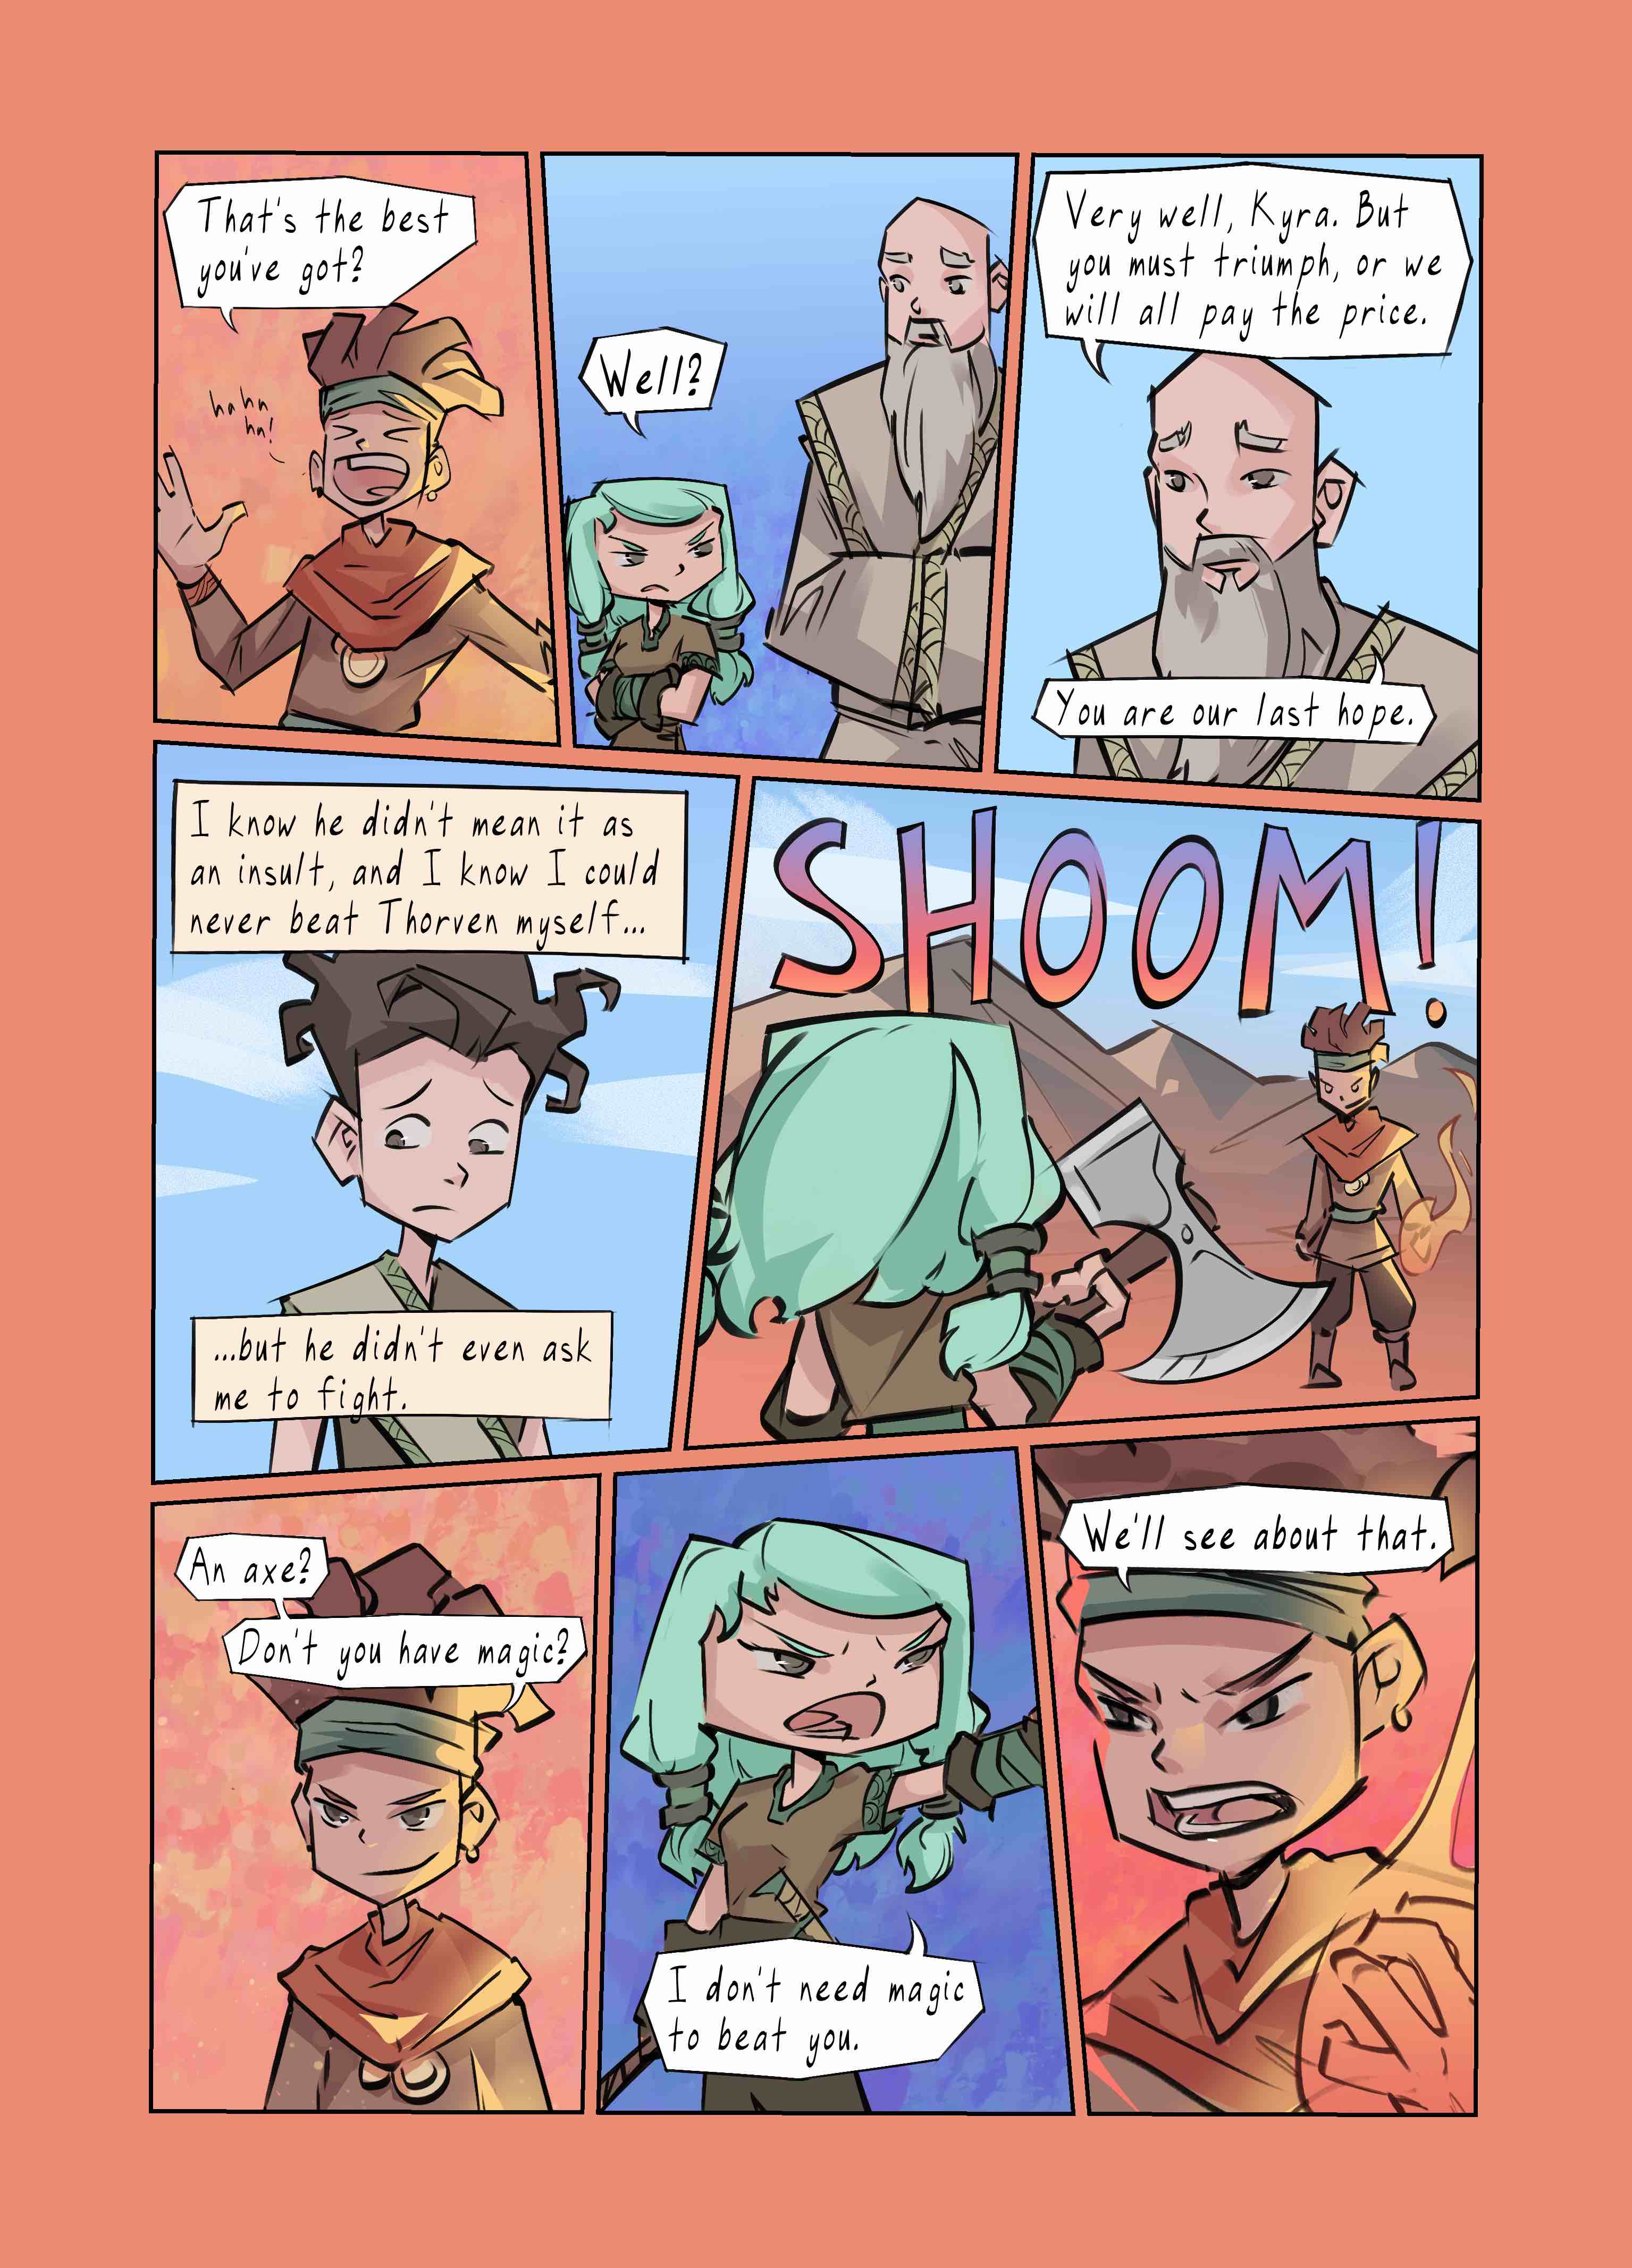 That's the best
you've got?
haha
ha!
Well?
Very well, Kyra. But
you must triumph, or we
will all pay the price.
You are our last hope.
I know he didn't mean it as
an insult, and I know I could
never beat Thorven myself...
...but he didn't even ask
me to fight.
SHOOM!
An axe?
Don't you have magic?
I don't need magic
to beat you.
We'll see about that.